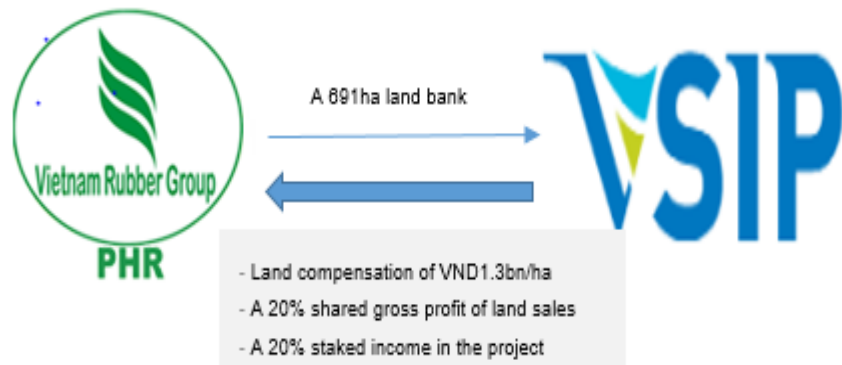 Vietnam Rubber Group
PHR
A 691ha land bank
VSIP
- Land compensation of VND1.3bn/ha
- A 20% shared gross profit of land sales
- A 20% staked income in the project